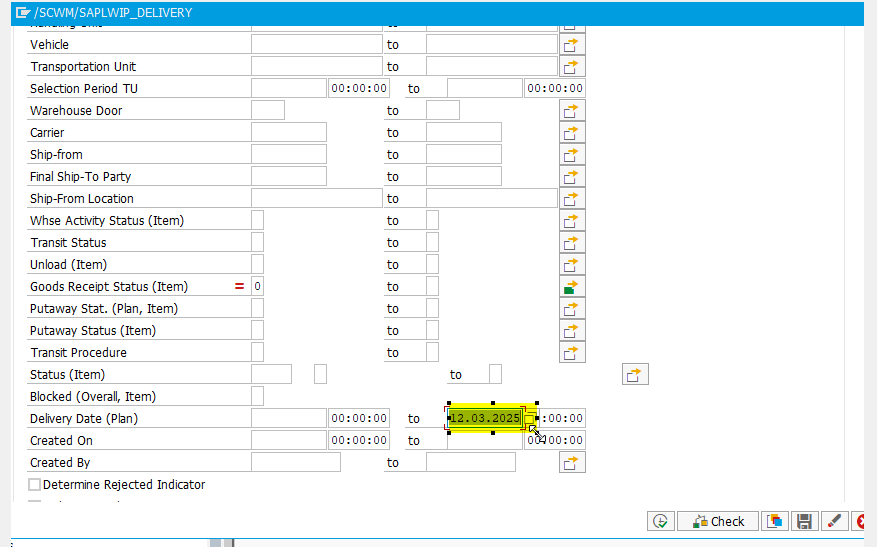 /SCWM/SAPLWIP_DELIVERY
Vehicle to
Transportation Unit to
Selection Period TU 00:00:00 to 00:00:00
Warehouse Door to
Carrier to
Ship-from to
Final Ship-To Party to
Ship-From Location to
Whse Activity Status (Item) to
Transit Status to
Unload (Item) to
Goods Receipt Status (Item) = 0 to
Putaway Stat. (Plan, Item) to
Putaway Status (Item) to
Transit Procedure to
Status (Item) to
Blocked (Overall, Item)
Delivery Date (Plan) 00:00:00 to 12.03.2025 :00:00
Created On 00:00:00 to 00:00:00
Created By to
Determine Rejected Indicator
Check